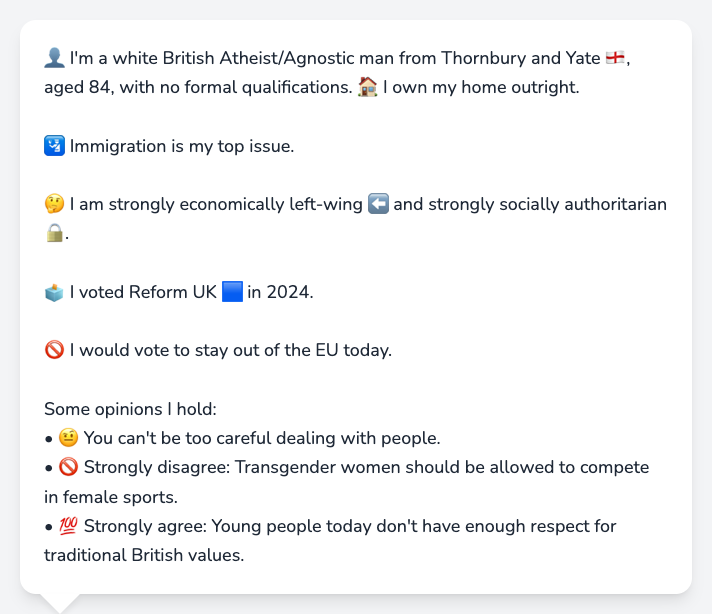 👤 I'm a white British Atheist/Agnostic man from Thornbury and Yate 🏴󠁧󠁢󠁥󠁮󠁧󠁿,
aged 84, with no formal qualifications. 🏠 I own my home outright.
🛂 Immigration is my top issue.
🤔 I am strongly economically left-wing ⬅️ and strongly socially authoritarian
🔒.
🗳️ I voted Reform UK 🟦 in 2024.
🚫 I would vote to stay out of the EU today.
Some opinions I hold:
• 🤨 You can't be too careful dealing with people.
• 🚫 Strongly disagree: Transgender women should be allowed to compete
in female sports.
• 💯 Strongly agree: Young people today don't have enough respect for
traditional British values.